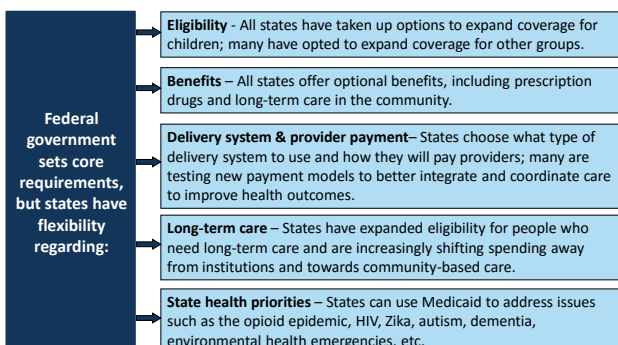 Federal
government
sets core
requirements,
but states have
flexibility
regarding:
Eligibility - All states have taken up options to expand coverage for
children; many have opted to expand coverage for other groups.
Benefits – All states offer optional benefits, including prescription
drugs and long-term care in the community.
Delivery system & provider payment– States choose what type of
delivery system to use and how they will pay providers; many are
testing new payment models to better integrate and coordinate care
to improve health outcomes.
Long-term care – States have expanded eligibility for people who
need long-term care and are increasingly shifting spending away
from institutions and towards community-based care.
State health priorities – States can use Medicaid to address issues
such as the opioid epidemic, HIV, Zika, autism, dementia,
environmental health emergencies, etc.